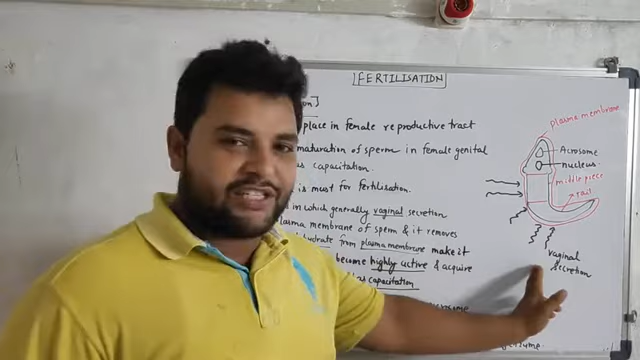 FERTILISATION
on]
place in female reproductive tract
maturation of sperm in female genital
as capacitation.
is must for fertilisation.
in which generally vaginal secretion
plasma membrane of sperm & it removes
from plasma membrane make it
become highly active & acquire
capacitation
plasma membrane
Acrosome
nucleus.
middle piece
tail
vaginal
secretion